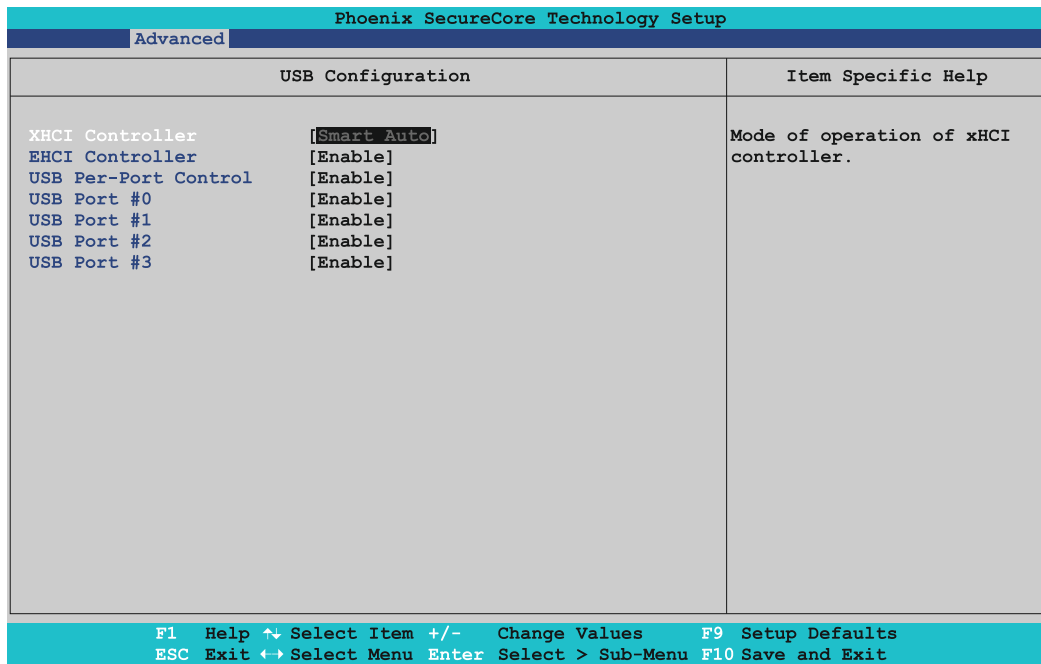 Phoenix SecureCore Technology Setup
Advanced
USB Configuration
Item Specific Help
XHCI Controller [Smart Auto]
EHCI Controller [Enable]
USB Per-Port Control [Enable]
USB Port #0 [Enable]
USB Port #1 [Enable]
USB Port #2 [Enable]
USB Port #3 [Enable]
Mode of operation of xHCI
controller.
F1 Help ↑↓ Select Item +/- Change Values F9 Setup Defaults
ESC Exit ←→ Select Menu Enter Select > Sub-Menu F10 Save and Exit